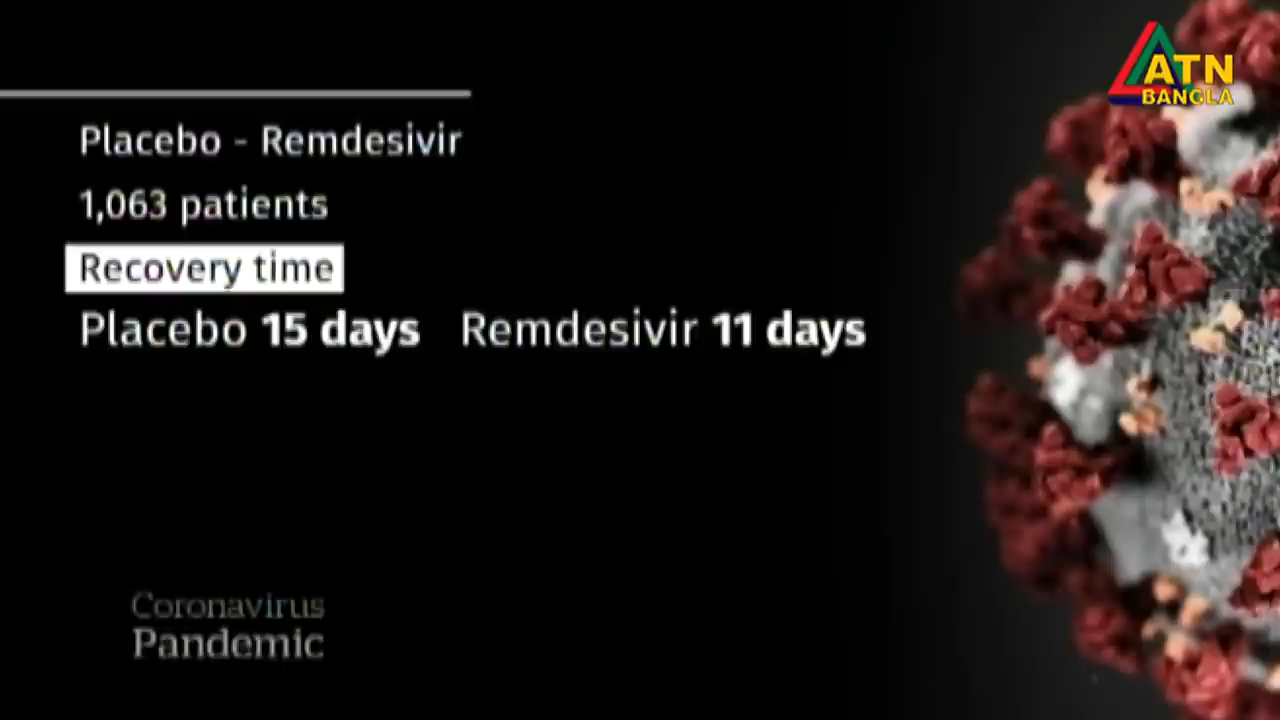 ATN
BANGLA
Placebo - Remdesivir
1,063 patients
Recovery time
Placebo 15 days Remdesivir 11 days
Coronavirus
Pandemic